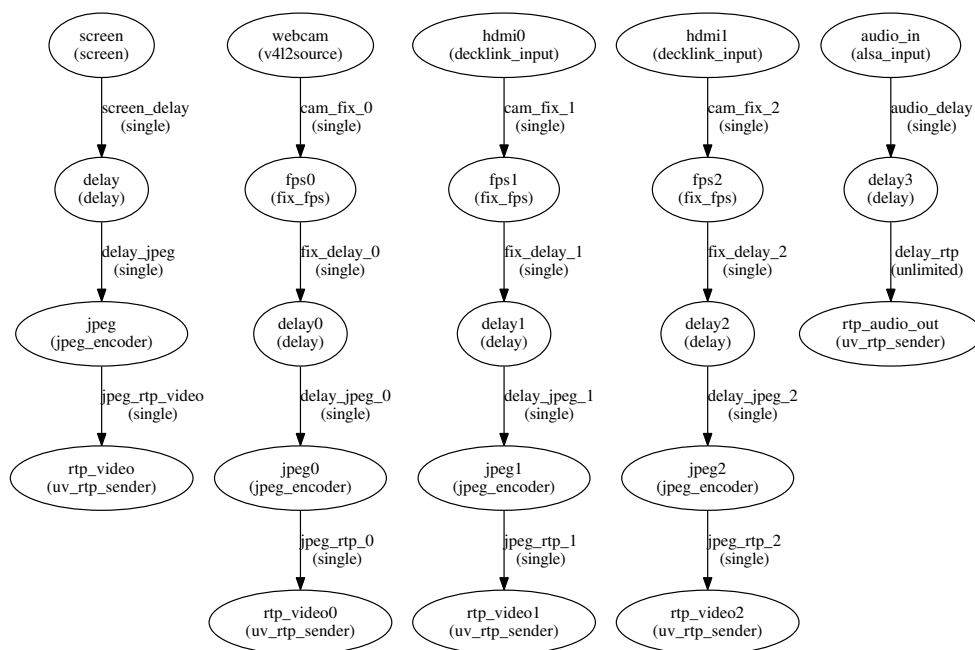 screen
(screen)
webcam
(v4l2source)
hdmi0
(decklink_input)
hdmi1
(decklink_input)
audio_in
(alsa_input)
screen_delay
(single)
cam_fix_0
(single)
cam_fix_1
(single)
cam_fix_2
(single)
audio_delay
(single)
delay
(delay)
fps0
(fix_fps)
fps1
(fix_fps)
fps2
(fix_fps)
delay3
(delay)
delay_jpeg
(single)
fix_delay_0
(single)
fix_delay_1
(single)
fix_delay_2
(single)
delay_rtp
(unlimited)
jpeg
(jpeg_encoder)
delay0
(delay)
delay1
(delay)
delay2
(delay)
rtp_audio_out
(uv_rtp_sender)
jpeg_rtp_video
(single)
delay_jpeg_0
(single)
delay_jpeg_1
(single)
delay_jpeg_2
(single)
rtp_video
(uv_rtp_sender)
jpeg0
(jpeg_encoder)
jpeg1
(jpeg_encoder)
jpeg2
(jpeg_encoder)
jpeg_rtp_0
(single)
jpeg_rtp_1
(single)
jpeg_rtp_2
(single)
rtp_video0
(uv_rtp_sender)
rtp_video1
(uv_rtp_sender)
rtp_video2
(uv_rtp_sender)